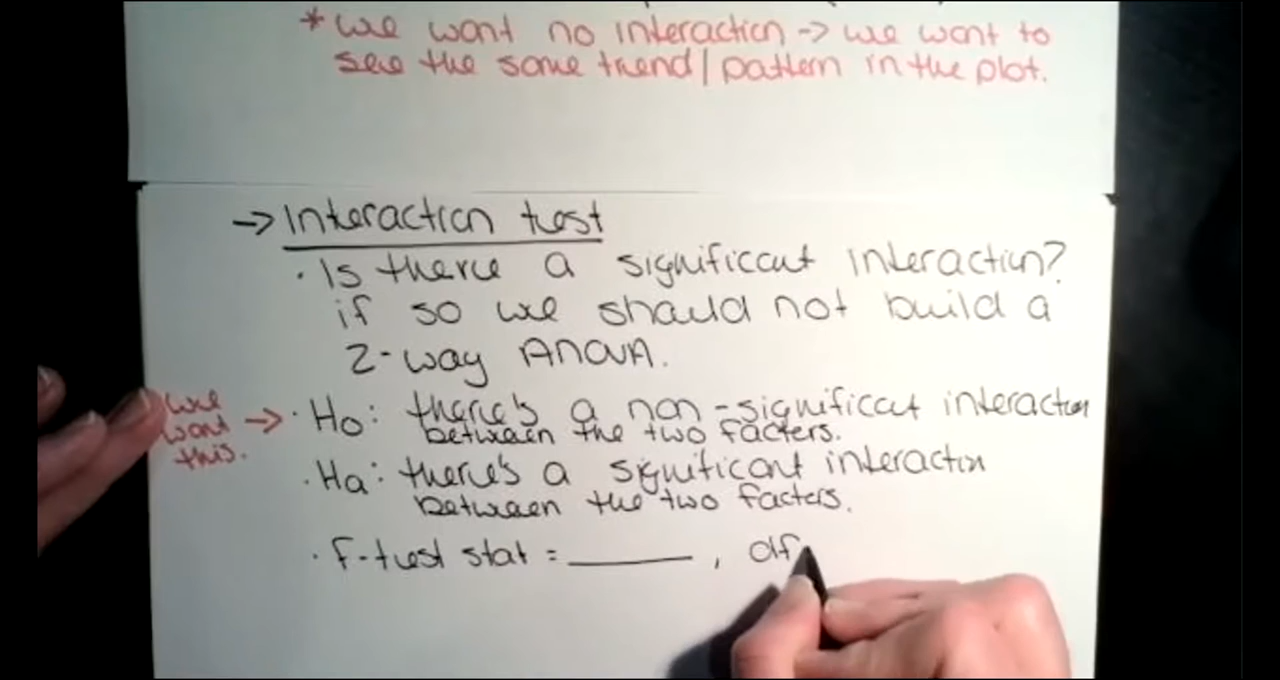 * we want no interaction -> we want to
see the same trend/pattern in the plot.
-> Interaction test
· Is there a significant interaction?
if so we should not build a
2-way ANOVA.
we want this. -> · Ho: there's a non-significant interaction
between the two factors.
· Ha: there's a significant interaction
between the two factors.
· F-test stat = ______, df